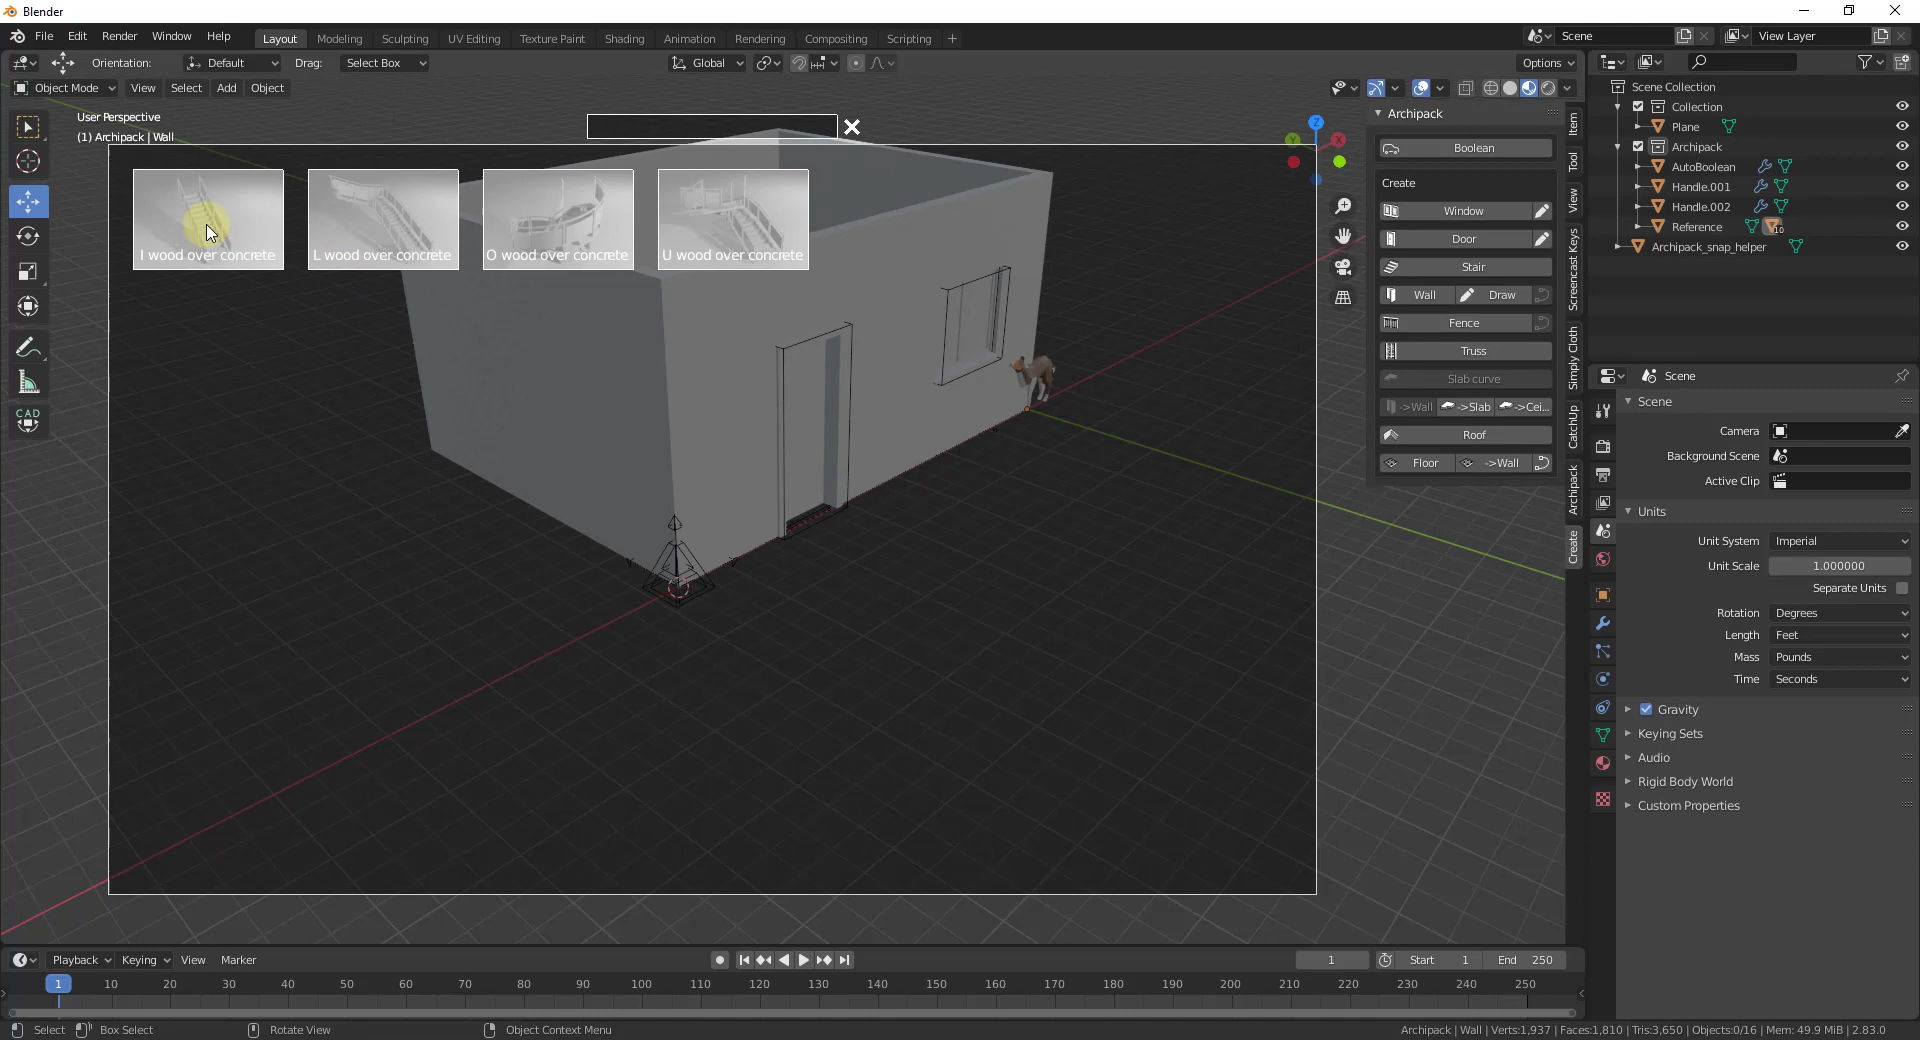 Blender
File Edit Render Window Help
Layout Modeling Sculpting UV Editing Texture Paint Shading Animation Rendering Compositing Scripting +
Scene
View Layer
Orientation: Default Drag: Select Box
Global
Options
Object Mode View Select Add Object
User Perspective
(1) Archipack | Wall
I wood over concrete
L wood over concrete
O wood over concrete
U wood over concrete
Z
Y
X
CAD
Archipack
Boolean
Create
Window
Door
Stair
Wall Draw
Fence
Truss
Slab curve
->Wall ->Slab ->Cei...
Roof
Floor ->Wall
Item
Tool
View
Screencast Keys
Simply Cloth
CatchUp
Archipack
Create
Scene Collection
Collection
Plane
Archipack
AutoBoolean
Handle.001
Handle.002
Reference
10
Archipack_snap_helper
Scene
Scene
Camera
Background Scene
Active Clip
Units
Unit System Imperial
Unit Scale 1.000000
Separate Units
Rotation Degrees
Length Feet
Mass Pounds
Time Seconds
Gravity
Keying Sets
Audio
Rigid Body World
Custom Properties
Playback Keying View Marker
1 Start 1 End 250
1 10 20 30 40 50 60 70 80 90 100 110 120 130 140 150 160 170 180 190 200 210 220 230 240 250
Select Box Select Rotate View Object Context Menu
Archipack | Wall | Verts:1,937 | Faces:1,810 | Tris:3,650 | Objects:0/16 | Mem: 49.9 MiB | 2.83.0